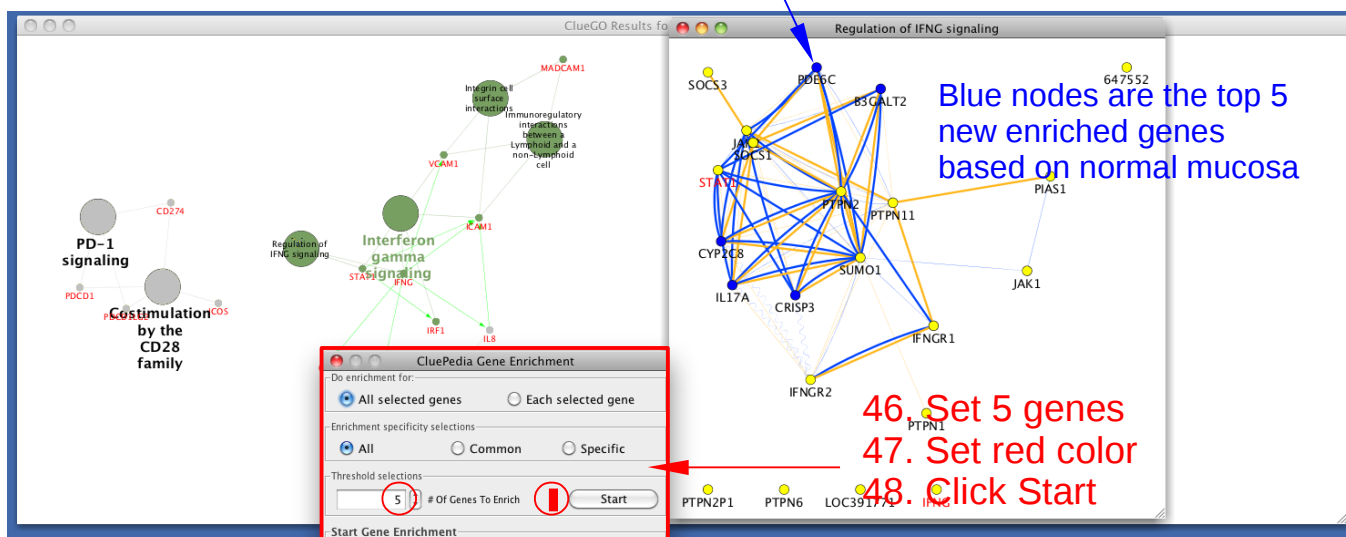 ClueGO Results fo
MADCAM1
Integrin cell
surface
interactions
Immunoregulatory
interactions
between a
Lymphoid and a
non-Lymphoid
cell
VCAM1
CD274
PD-1
signaling
ICAM1
Regulation of
IFNG signaling
Interferon
gamma
signaling
STAT1
IFNG
PDCD1
ICOS
Costimulation
by the
CD28
family
IRF1
IL8
CluePedia Gene Enrichment
Do enrichment for:
All selected genes
Each selected gene
Enrichment specificity selections
All
Common
Specific
Threshold selections
5
# Of Genes To Enrich
Start
Start Gene Enrichment
Regulation of IFNG signaling
SOCS3
PDE6C
647552
B3GALT2
Blue nodes are the top 5
new enriched genes
based on normal mucosa
SOCS1
STAT1
PIAS1
PTPN2
PTPN11
CYP2C8
SUMO1
JAK1
IL17A
CRISP3
IFNGR1
IFNGR2
PTPN1
46. Set 5 genes
47. Set red color
48. Click Start
PTPN2P1
PTPN6
LOC391771
IFNG